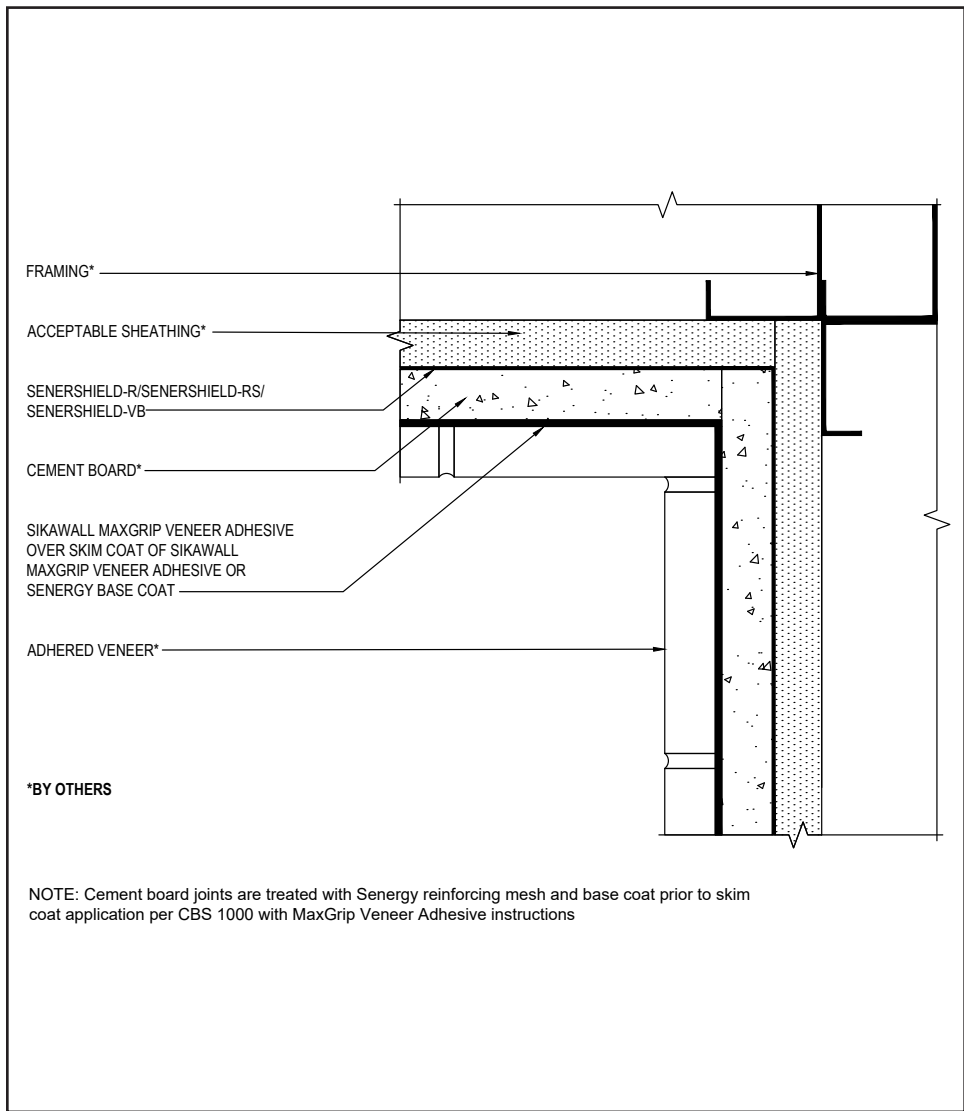 FRAMING*
ACCEPTABLE SHEATHING*
SENERSHIELD-R/SENERSHIELD-RS/
SENERSHIELD-VB
CEMENT BOARD*
SIKAWALL MAXGRIP VENEER ADHESIVE
OVER SKIM COAT OF SIKAWALL
MAXGRIP VENEER ADHESIVE OR
SENERGY BASE COAT
ADHERED VENEER*
*BY OTHERS
NOTE: Cement board joints are treated with Senergy reinforcing mesh and base coat prior to skim
coat application per CBS 1000 with MaxGrip Veneer Adhesive instructions